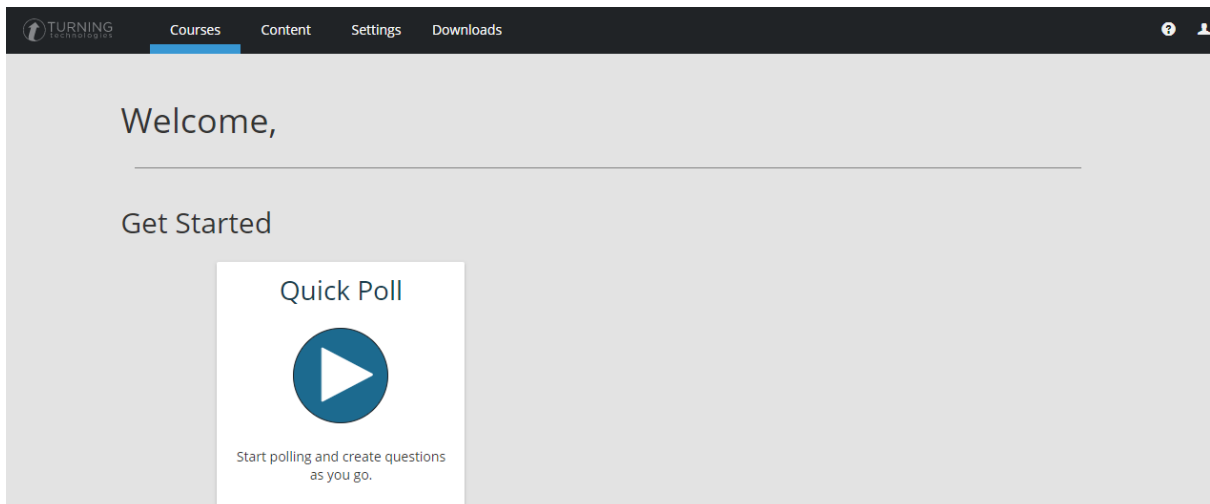 TURNING
technologies
Courses
Content
Settings
Downloads
Welcome,
Get Started
Quick Poll
Start polling and create questions
as you go.